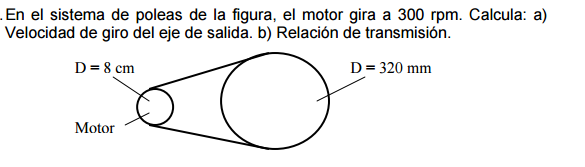 .En el sistema de poleas de la figura, el motor gira a 300 rpm. Calcula: a)
Velocidad de giro del eje de salida. b) Relación de transmisión.
D = 8 cm
D = 320 mm
Motor